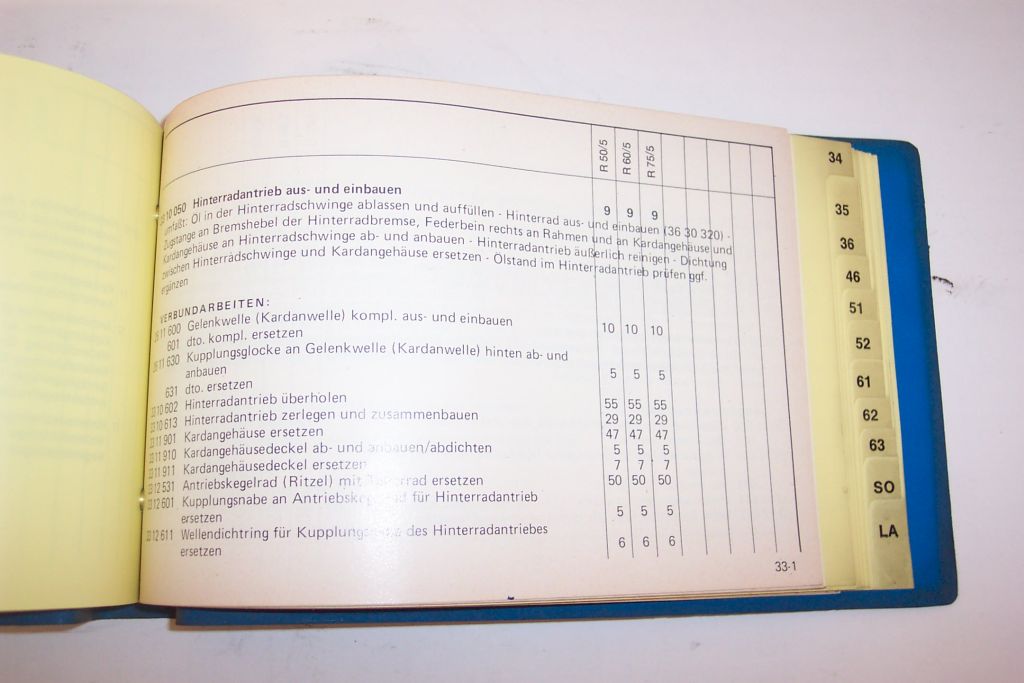 R 50/5 R 60/5 R 75/5
33 10 050 Hinterradantrieb aus- und einbauen 9 9 9
umfaßt: Öl in der Hinterradschwinge ablassen und auffüllen - Hinterrad aus- und einbauen (36 30 320) -
Zugstange an Bremshebel der Hinterradbremse, Federbein rechts an Rahmen und an Kardangehäuse und
Kardangehäuse an Hinterradschwinge ab- und anbauen - Hinterradantrieb äußerlich reinigen - Dichtung
zwischen Hinterradschwinge und Kardangehäuse ersetzen - Ölstand im Hinterradantrieb prüfen ggf.
ergänzen
VERBUNDARBEITEN:
26 11 600 Gelenkwelle (Kardanwelle) kompl. aus- und einbauen
601 dto. kompl. ersetzen 10 10 10
26 11 630 Kupplungsglocke an Gelenkwelle (Kardanwelle) hinten ab- und
anbauen
631 dto. ersetzen 5 5 5
33 10 602 Hinterradantrieb überholen 55 55 55
33 10 613 Hinterradantrieb zerlegen und zusammenbauen 29 29 29
33 11 901 Kardangehäuse ersetzen 47 47 47
33 11 910 Kardangehäusedeckel ab- und anbauen/abdichten 5 5 5
33 11 911 Kardangehäusedeckel ersetzen 7 7 7
33 12 531 Antriebskegelrad (Ritzel) mit ersetzen 50 50 50
33 12 601 Kupplungsnabe an für Hinterradantrieb
ersetzen 5 5 5
33 12 611 Wellendichtring für des Hinterradantriebes
ersetzen 6 6 6
33-1
34
35
36
46
51
52
61
62
63
SO
LA